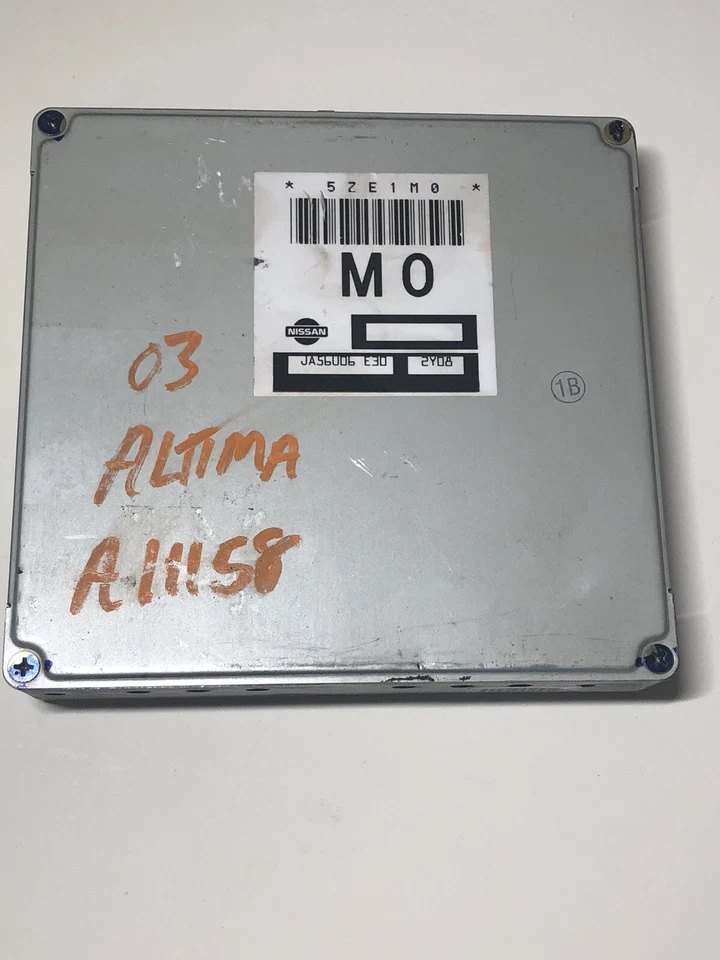 * 5ZE1M0 *
M0
NISSAN
JA56U06 E30 2Y08
1B
03
ALTIMA
A11158